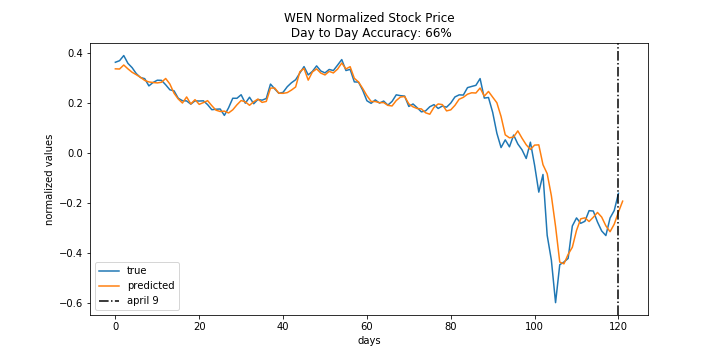 WEN Normalized Stock Price
Day to Day Accuracy: 66%
normalized values
0.4
0.2
0.0
−0.2
−0.4
−0.6
true
predicted
april 9
0 20 40 60 80 100 120
days